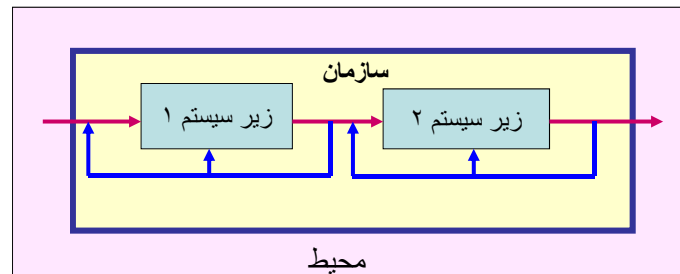 سازمان
زیر سیستم ۱
زیر سیستم ۲
محیط